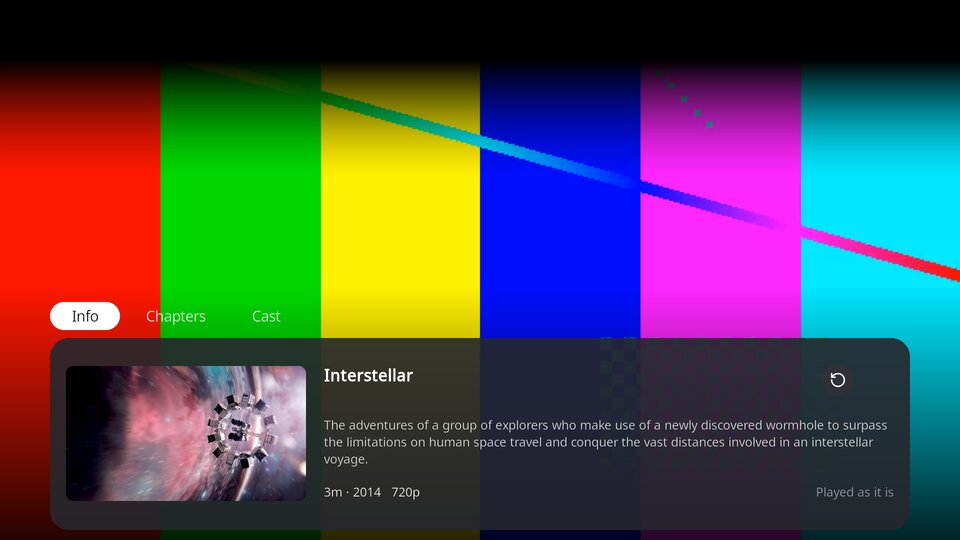 Info
Chapters
Cast
Interstellar
The adventures of a group of explorers who make use of a newly discovered wormhole to surpass
the limitations on human space travel and conquer the vast distances involved in an interstellar
voyage.
3m · 2014 720p
Played as it is